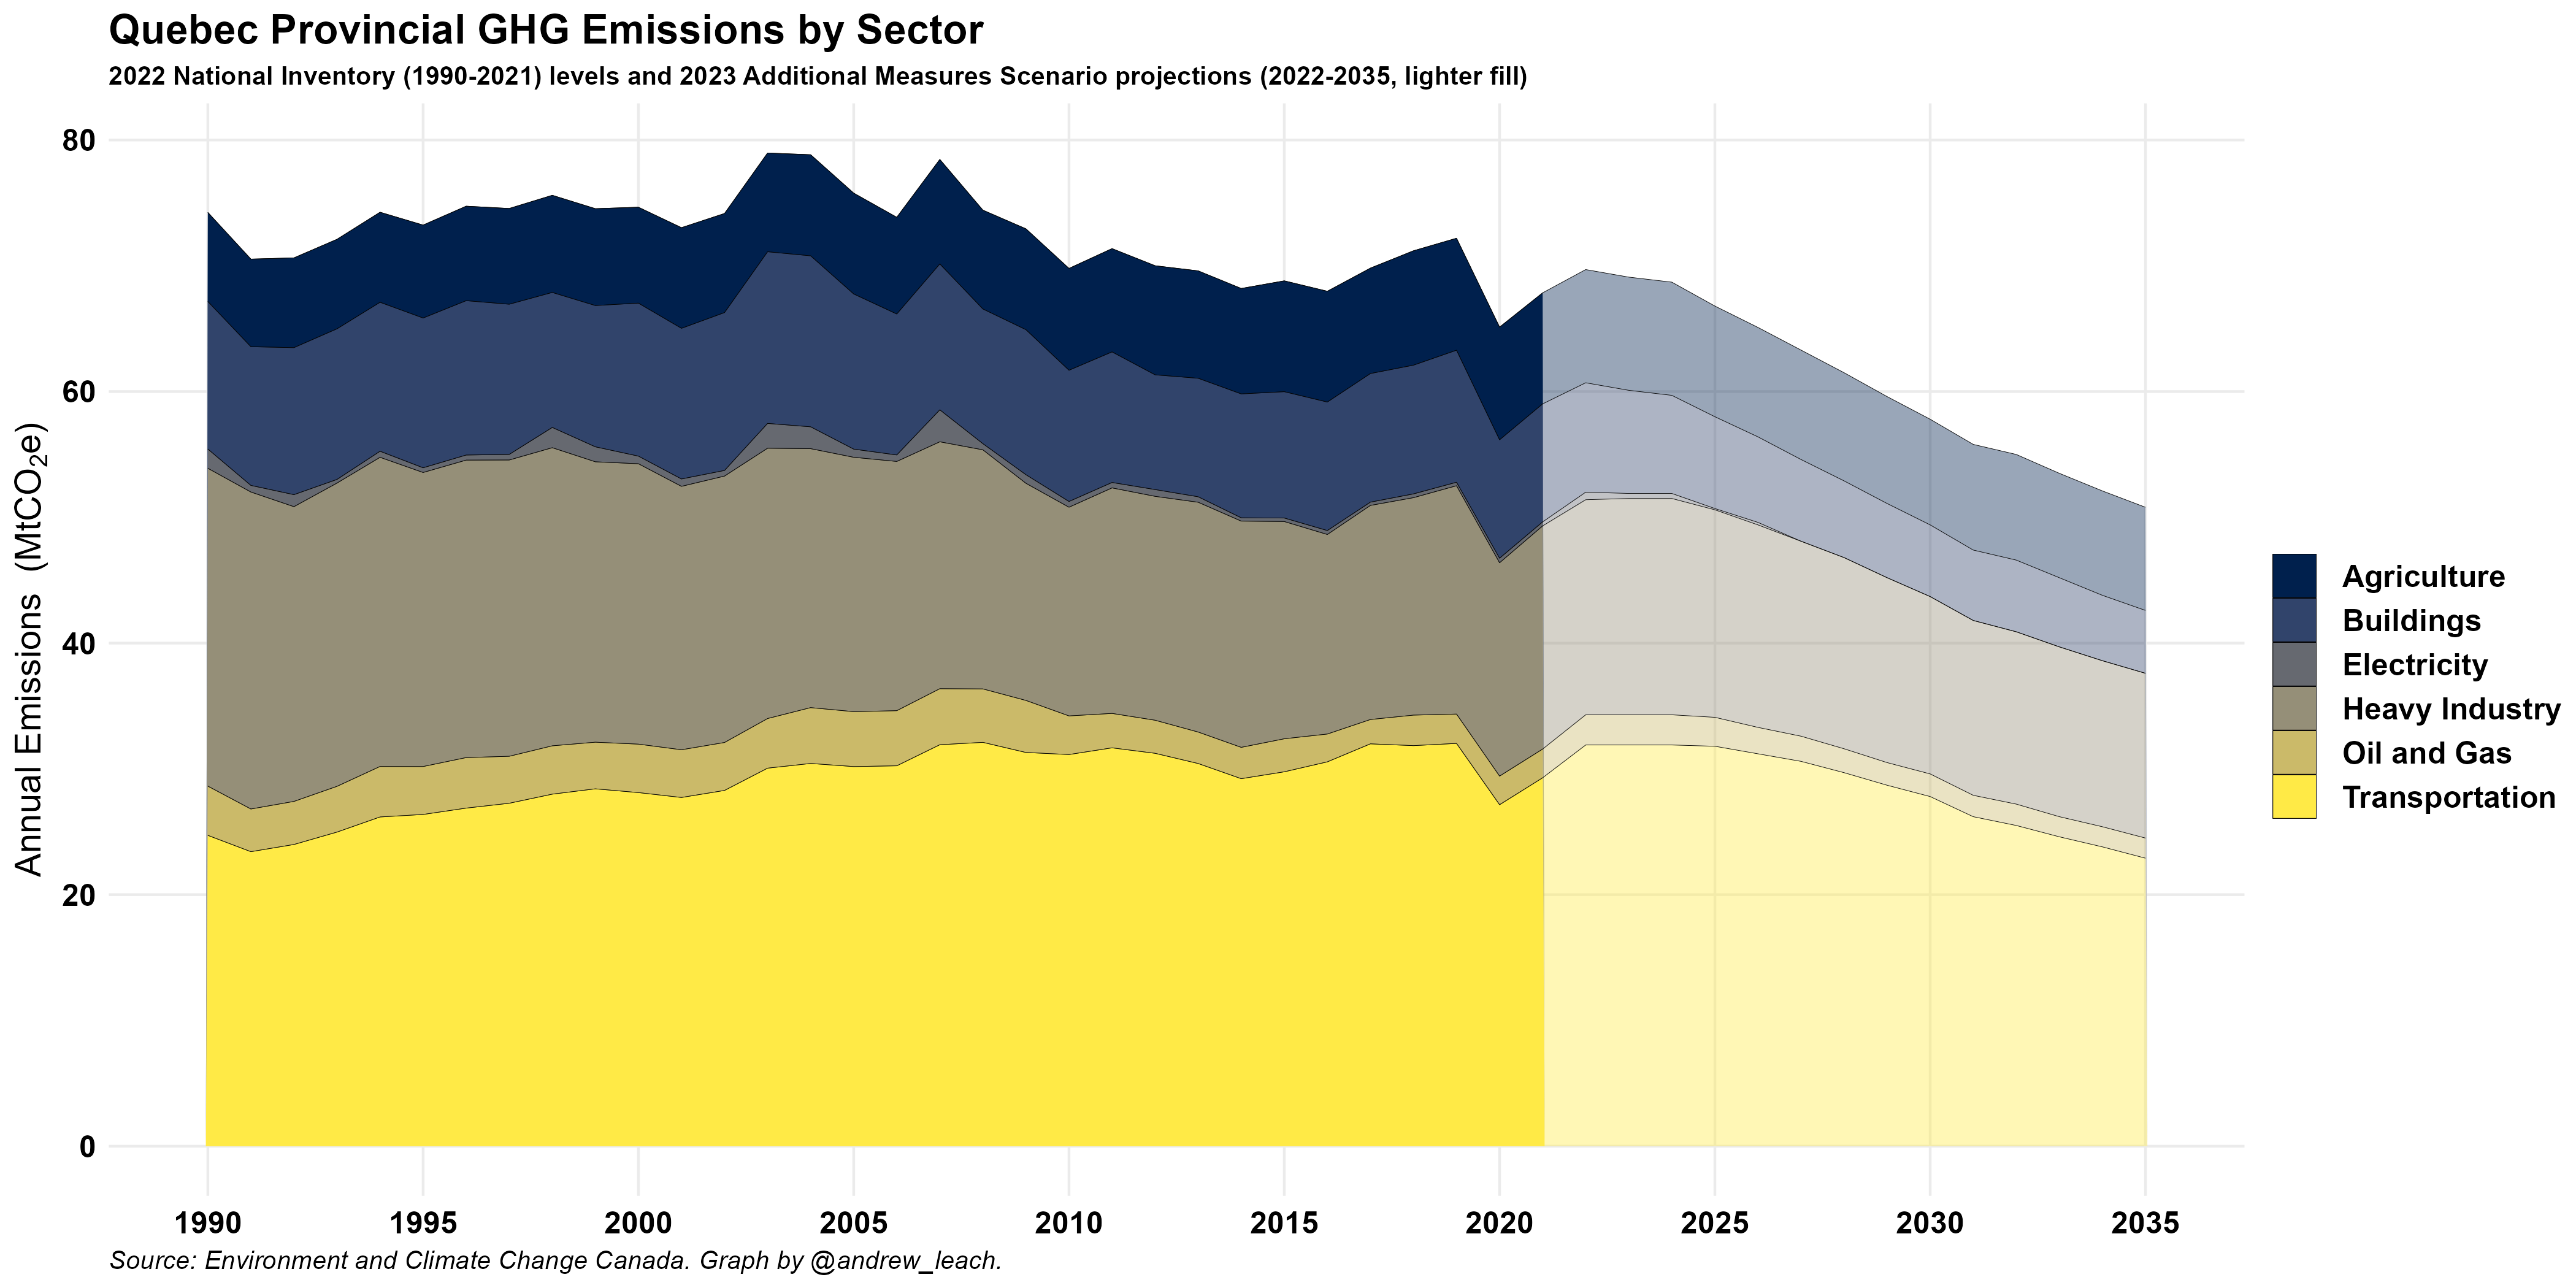 Quebec Provincial GHG Emissions by Sector
2022 National Inventory (1990-2021) levels and 2023 Additional Measures Scenario projections (2022-2035, lighter fill)
Annual Emissions (MtCO₂e)
80
60
40
20
0
1990 1995 2000 2005 2010 2015 2020 2025 2030 2035
Agriculture
Buildings
Electricity
Heavy Industry
Oil and Gas
Transportation
Source: Environment and Climate Change Canada. Graph by @andrew_leach.